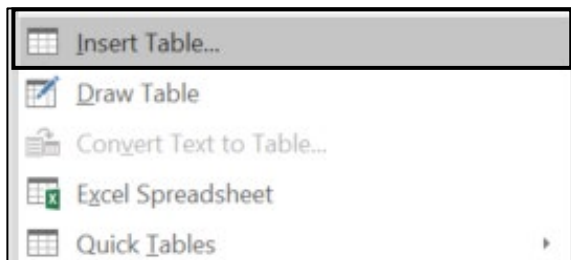 Insert Table...
Draw Table
Convert Text to Table...
Excel Spreadsheet
Quick Tables